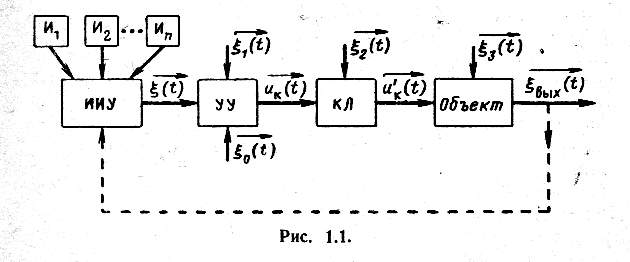 И1 И2 ... Иn
ξ1(t) ξ2(t) ξ3(t)
ИИУ ξ(t) УУ uк(t) КЛ u'к(t) Объект ξвых(t)
ξ0(t)
Рис. 1.1.